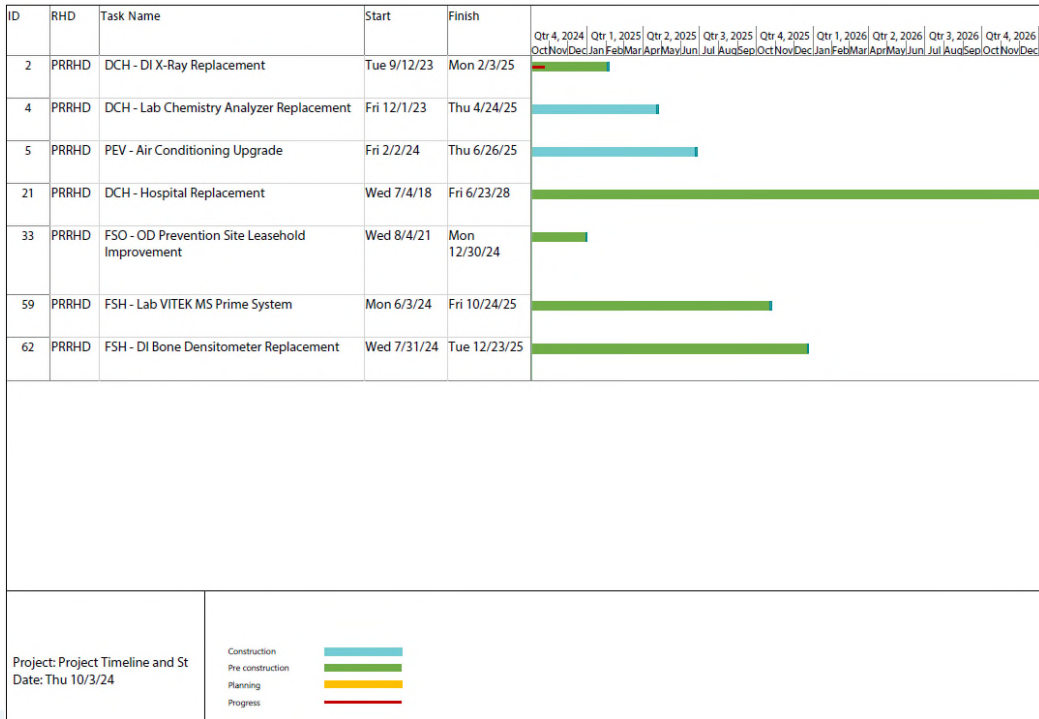 ID RHD Task Name Start Finish
Qtr 4, 2024 Qtr 1, 2025 Qtr 2, 2025 Qtr 3, 2025 Qtr 4, 2025 Qtr 1, 2026 Qtr 2, 2026 Qtr 3, 2026 Qtr 4, 2026
Oct Nov Dec Jan Feb Mar Apr May Jun Jul Aug Sep Oct Nov Dec Jan Feb Mar Apr May Jun Jul Aug Sep Oct Nov Dec
2 PRRHD DCH - DI X-Ray Replacement Tue 9/12/23 Mon 2/3/25
4 PRRHD DCH - Lab Chemistry Analyzer Replacement Fri 12/1/23 Thu 4/24/25
5 PRRHD PEV - Air Conditioning Upgrade Fri 2/2/24 Thu 6/26/25
21 PRRHD DCH - Hospital Replacement Wed 7/4/18 Fri 6/23/28
33 PRRHD FSO - OD Prevention Site Leasehold Wed 8/4/21 Mon
Improvement 12/30/24
59 PRRHD FSH - Lab VITEK MS Prime System Mon 6/3/24 Fri 10/24/25
62 PRRHD FSH - DI Bone Densitometer Replacement Wed 7/31/24 Tue 12/23/25
Project: Project Timeline and St
Date: Thu 10/3/24
Construction
Pre construction
Planning
Progress